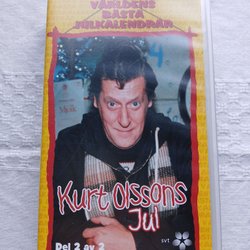 VÄRLDENS
BÄSTA
JULKALENDRAR
Kurt Olssons
Jul
svt
Del 2 av 2